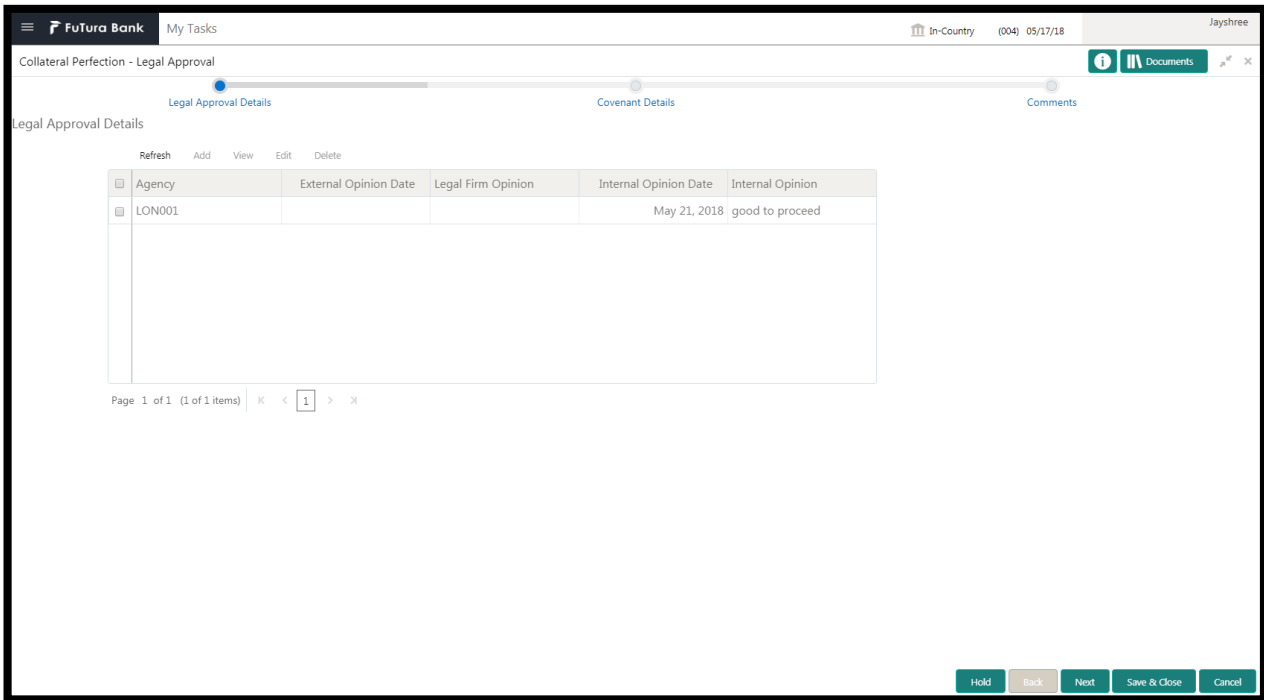 FuTura Bank My Tasks In-Country (004) 05/17/18 Jayshree
Collateral Perfection - Legal Approval Documents
Legal Approval Details Covenant Details Comments
Legal Approval Details
Refresh Add View Edit Delete
Agency External Opinion Date Legal Firm Opinion Internal Opinion Date Internal Opinion
LON001 May 21, 2018 good to proceed
Page 1 of 1 (1 of 1 items) 1
Hold Back Next Save & Close Cancel